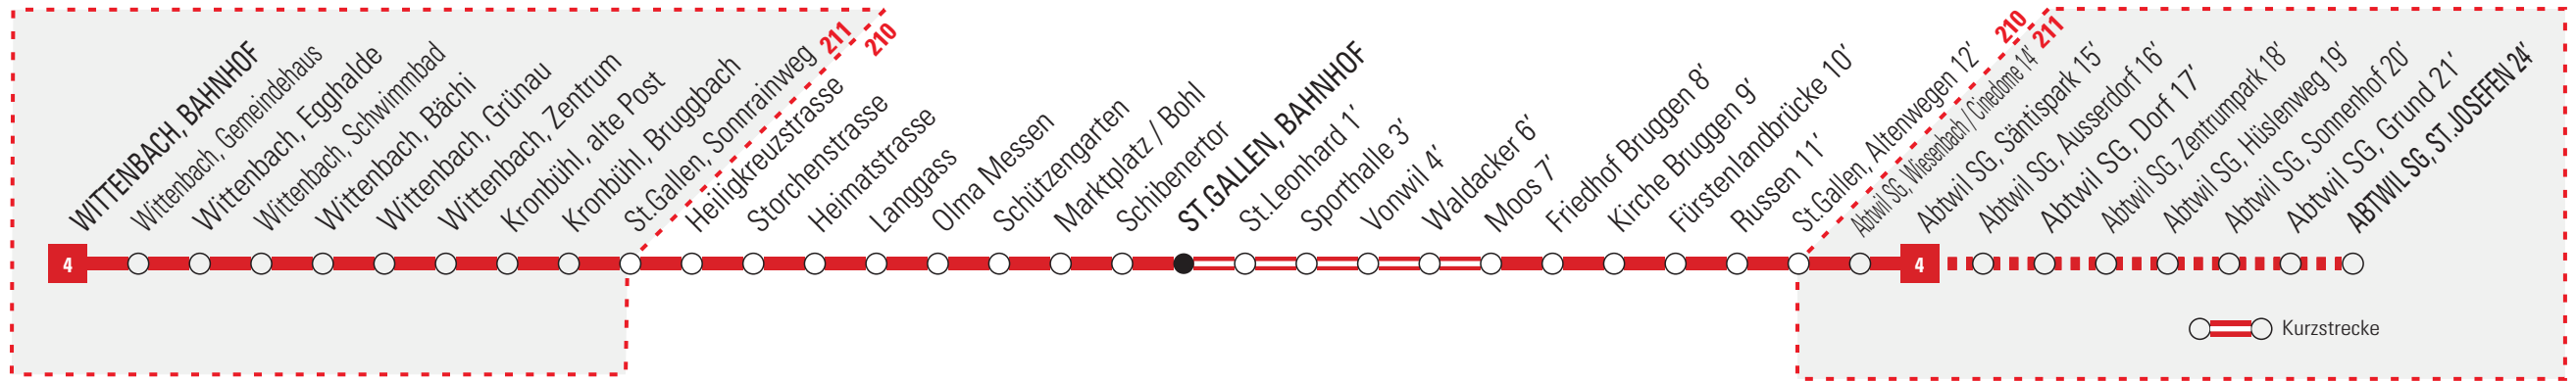 WITTENBACH, BAHNHOF
Wittenbach, Gemeindehaus
Wittenbach, Egghalde
Wittenbach, Schwimmbad
Wittenbach, Bächi
Wittenbach, Grünau
Wittenbach, Zentrum
Kronbühl, alte Post
Kronbühl, Bruggbach
St.Gallen, Sonnrainweg
211
210
Heiligkreuzstrasse
Storchenstrasse
Heimatstrasse
Langgass
Olma Messen
Schützengarten
Marktplatz / Bohl
Schibenertor
ST.GALLEN, BAHNHOF
St.Leonhard 1′
Sporthalle 3′
Vonwil 4′
Waldacker 6′
Moos 7′
Friedhof Bruggen 8′
Kirche Bruggen 9′
Fürstenlandbrücke 10′
Russen 11′
St.Gallen, Altenwegen 12′
210
211
Abtwil SG, Wiesenbach / Cinedome 14′
Abtwil SG, Säntispark 15′
Abtwil SG, Ausserdorf 16′
Abtwil SG, Dorf 17′
Abtwil SG, Zentrumpark 18′
Abtwil SG, Hüslenweg 19′
Abtwil SG, Sonnenhof 20′
Abtwil SG, Grund 21′
ABTWIL SG, ST.JOSEFEN 24′
4
4
Kurzstrecke